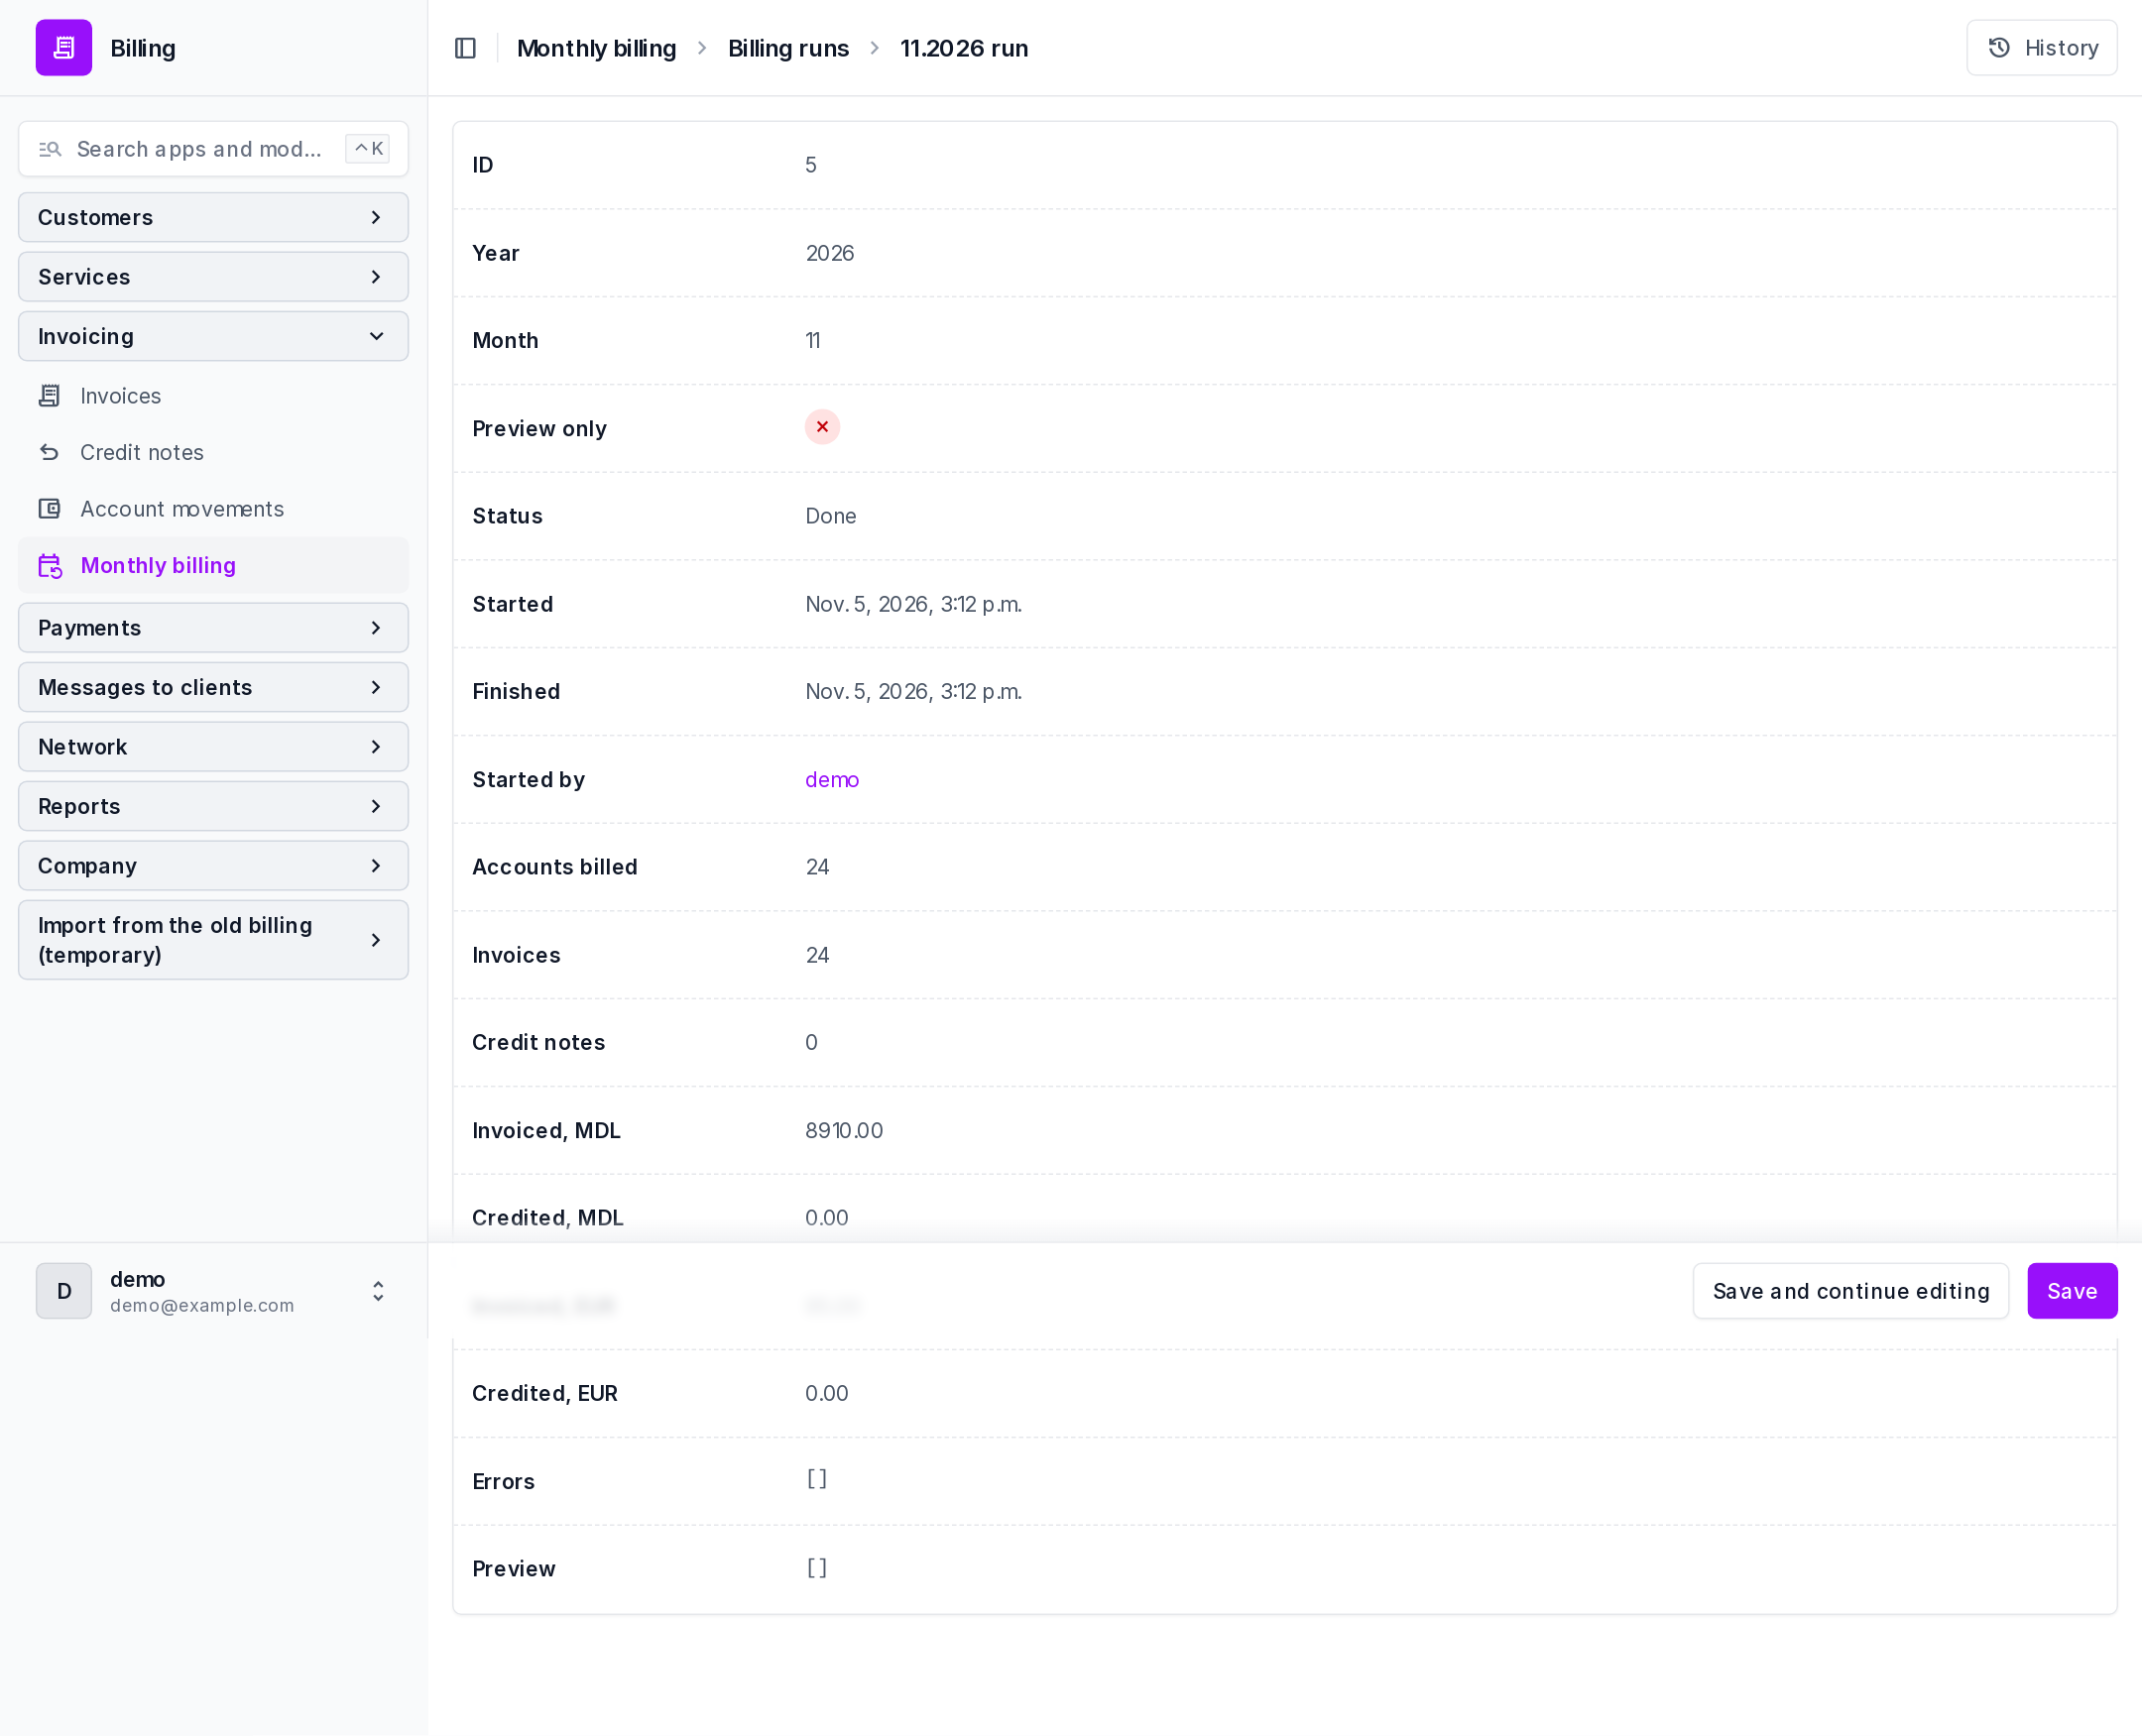 Billing
Monthly billing
Billing runs
11.2026 run
History
Search apps and mod...
^K
Customers
Services
Invoicing
Invoices
Credit notes
Account movements
Monthly billing
Payments
Messages to clients
Network
Reports
Company
Import from the old billing
(temporary)
D
demo
demo@example.com
ID 5
Year 2026
Month 11
Preview only
Status Done
Started Nov. 5, 2026, 3:12 p.m.
Finished Nov. 5, 2026, 3:12 p.m.
Started by demo
Accounts billed 24
Invoices 24
Credit notes 0
Invoiced, MDL 8910.00
Credited, MDL 0.00
Save and continue editing
Save
Credited, EUR 0.00
Errors []
Preview []